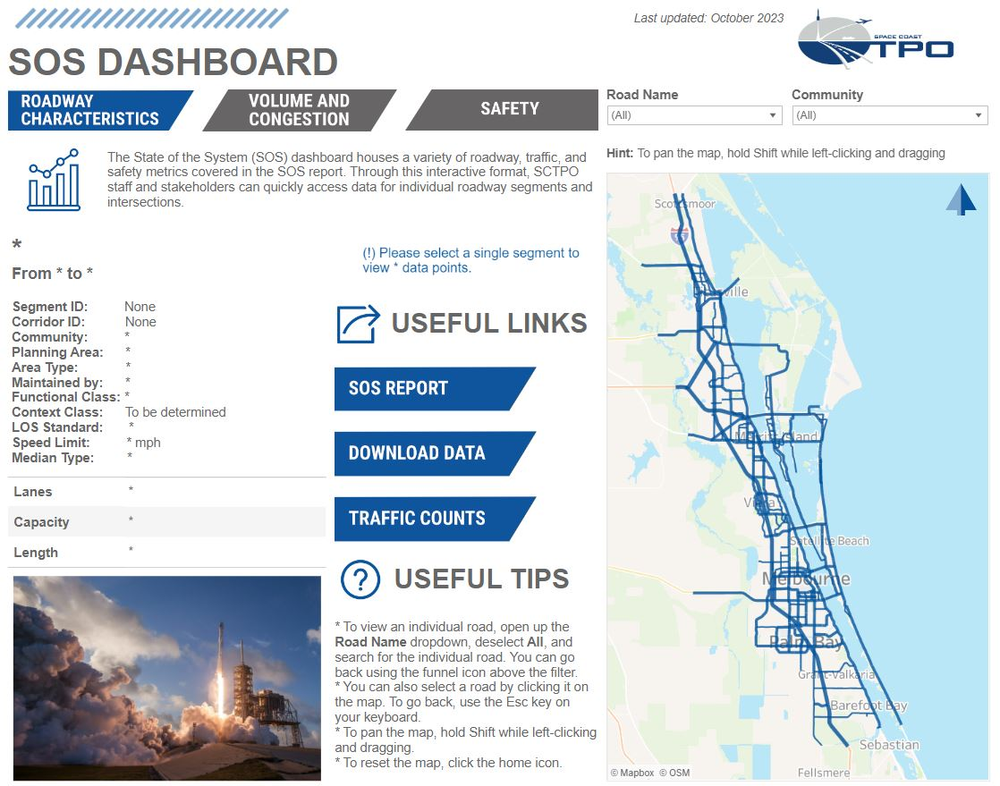 Last updated: October 2023
SPACE COAST
TPO
SOS DASHBOARD
ROADWAY
CHARACTERISTICS
VOLUME AND
CONGESTION
SAFETY
Road Name
(All)
Community
(All)
Hint: To pan the map, hold Shift while left-clicking and dragging
The State of the System (SOS) dashboard houses a variety of roadway, traffic, and
safety metrics covered in the SOS report. Through this interactive format, SCTPO
staff and stakeholders can quickly access data for individual roadway segments and
intersections.
*
From * to *
(!) Please select a single segment to
view * data points.
Segment ID: None
Corridor ID: None
Community: *
Planning Area: *
Area Type: *
Maintained by: *
Functional Class: *
Context Class: To be determined
LOS Standard: *
Speed Limit: * mph
Median Type: *
Lanes *
Capacity *
Length *
USEFUL LINKS
SOS REPORT
DOWNLOAD DATA
TRAFFIC COUNTS
USEFUL TIPS
* To view an individual road, open up the
Road Name dropdown, deselect All, and
search for the individual road. You can go
back using the funnel icon above the filter.
* You can also select a road by clicking it on
the map. To go back, use the Esc key on
your keyboard.
* To pan the map, hold Shift while left-clicking
and dragging.
* To reset the map, click the home icon.
Scottsmoor
Titusville
Merritt Island
Viera
Satellite Beach
Melbourne
Palm Bay
Grant-Valkaria
Barefoot Bay
Sebastian
Fellsmere
© Mapbox © OSM